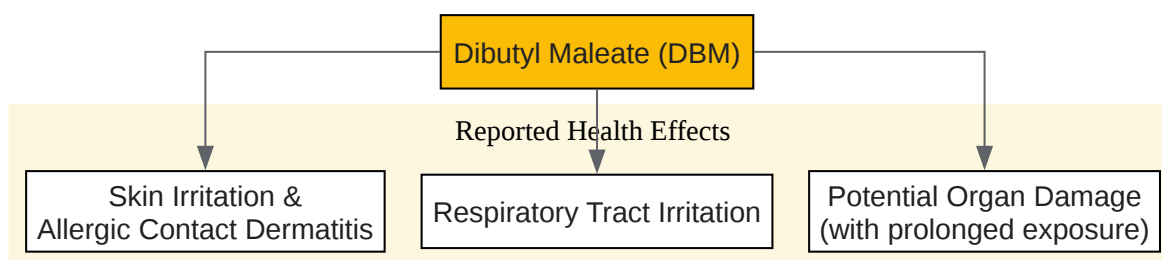 Dibutyl Maleate (DBM)
Reported Health Effects
Skin Irritation &
Allergic Contact Dermatitis
Respiratory Tract Irritation
Potential Organ Damage
(with prolonged exposure)